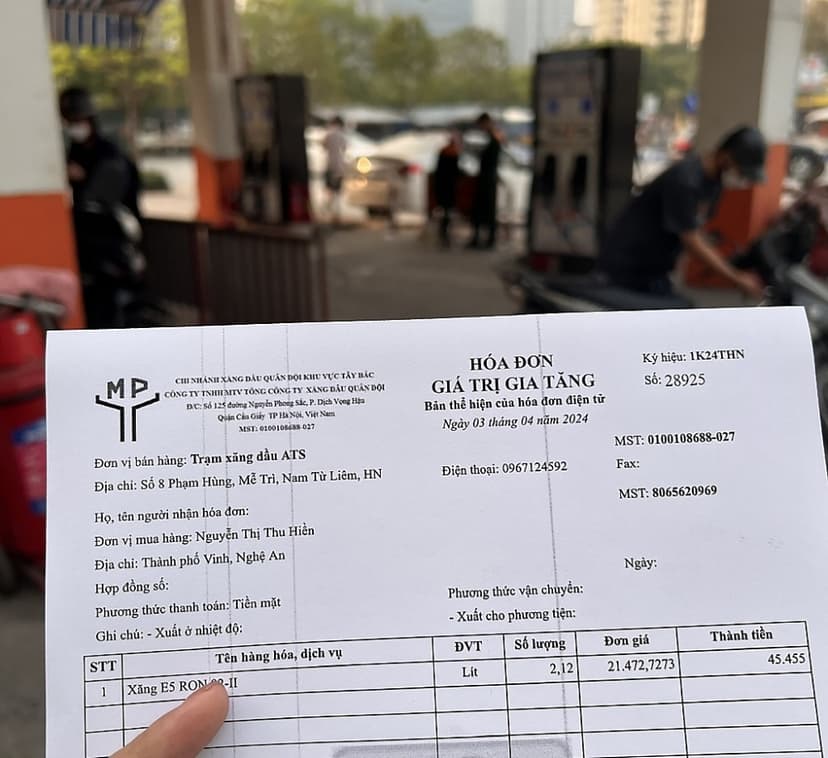 MP
CHI NHÁNH XĂNG DẦU QUÂN ĐỘI KHU VỰC TÂY BẮC
CÔNG TY TNHH MTV TỔNG CÔNG TY XĂNG DẦU QUÂN ĐỘI
Đ/C: Số 125 đường Nguyễn Phong Sắc, P. Dịch Vọng Hậu
Quận Cầu Giấy TP Hà Nội, Việt Nam
MST: 0100108688-027
HÓA ĐƠN
GIÁ TRỊ GIA TĂNG
Bản thể hiện của hóa đơn điện tử
Ngày 03 tháng 04 năm 2024
Ký hiệu: 1K24THN
Số: 28925
Đơn vị bán hàng: Trạm xăng dầu ATS
MST: 0100108688-027
Địa chỉ: Số 8 Phạm Hùng, Mễ Trì, Nam Từ Liêm, HN
Điện thoại: 0967124592
Fax:
Họ, tên người nhận hóa đơn:
MST: 8065620969
Đơn vị mua hàng: Nguyễn Thị Thu Hiền
Địa chỉ: Thành phố Vinh, Nghệ An
Hợp đồng số:
Ngày:
Phương thức thanh toán: Tiền mặt
Phương thức vận chuyển:
Ghi chú: - Xuất ở nhiệt độ:
- Xuất cho phương tiện:
STT Tên hàng hóa, dịch vụ ĐVT Số lượng Đơn giá Thành tiền
1 Xăng E5 RON -II Lít 2,12 21.472,7273 45.455